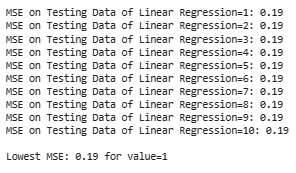 MSE on Testing Data of Linear Regression=1: 0.19
MSE on Testing Data of Linear Regression=2: 0.19
MSE on Testing Data of Linear Regression=3: 0.19
MSE on Testing Data of Linear Regression=4: 0.19
MSE on Testing Data of Linear Regression=5: 0.19
MSE on Testing Data of Linear Regression=6: 0.19
MSE on Testing Data of Linear Regression=7: 0.19
MSE on Testing Data of Linear Regression=8: 0.19
MSE on Testing Data of Linear Regression=9: 0.19
MSE on Testing Data of Linear Regression=10: 0.19
Lowest MSE: 0.19 for value=1